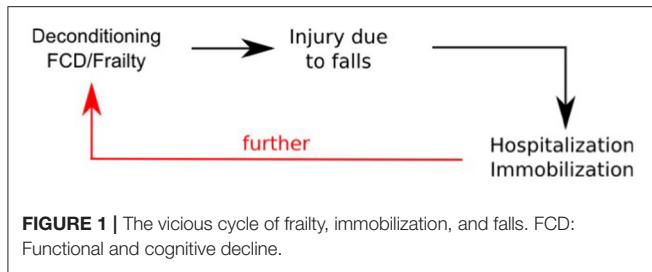 Deconditioning
FCD/Frailty
Injury due
to falls
further
Hospitalization
Immobilization
FIGURE 1 | The vicious cycle of frailty, immobilization, and falls. FCD:
Functional and cognitive decline.